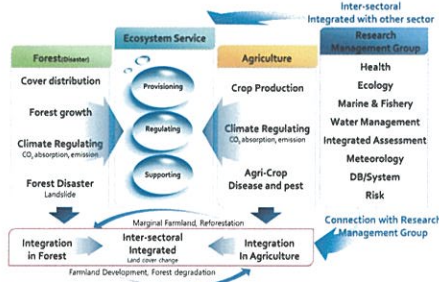 Inter-sectoral
Integrated with other sector
Ecosystem Service
Research
Management Group
Forest(Disaster)
Agriculture
Cover distribution
Forest growth
Climate Regulating
CO₂ absorption, emission
Forest Disaster
Landslide
Provisioning
Regulating
Supporting
Crop Production
Climate Regulating
CO₂ absorption, emission
Agri-Crop
Disease and pest
Health
Ecology
Marine & Fishery
Water Management
Integrated Assessment
Meteorology
DB/System
Risk
Marginal Farmland, Reforestation
Connection with Research
Management Group
Integration
in Forest
Inter-sectoral
Integrated
Land cover change
Integration
In Agriculture
Farmland Development, Forest degradation